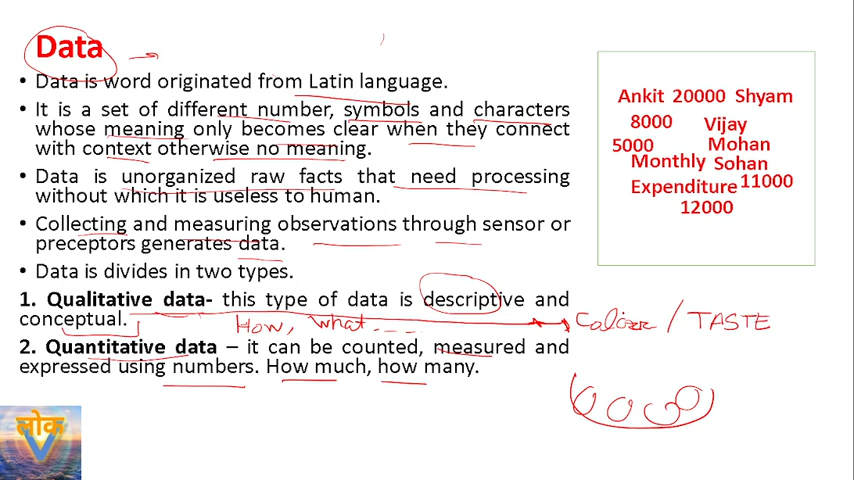 Data
• Data is word originated from Latin language.
• It is a set of different number, symbols and characters
whose meaning only becomes clear when they connect
with context otherwise no meaning.
• Data is unorganized raw facts that need processing
without which it is useless to human.
• Collecting and measuring observations through sensor or
preceptors generates data.
• Data is divides in two types.
1. Qualitative data- this type of data is descriptive and
conceptual.
How, what...
/ TASTE
2. Quantitative data – it can be counted, measured and
expressed using numbers. How much, how many.
Ankit 20000 Shyam
8000 Vijay
5000 Mohan
Monthly Sohan
Expenditure 11000
12000
लोक